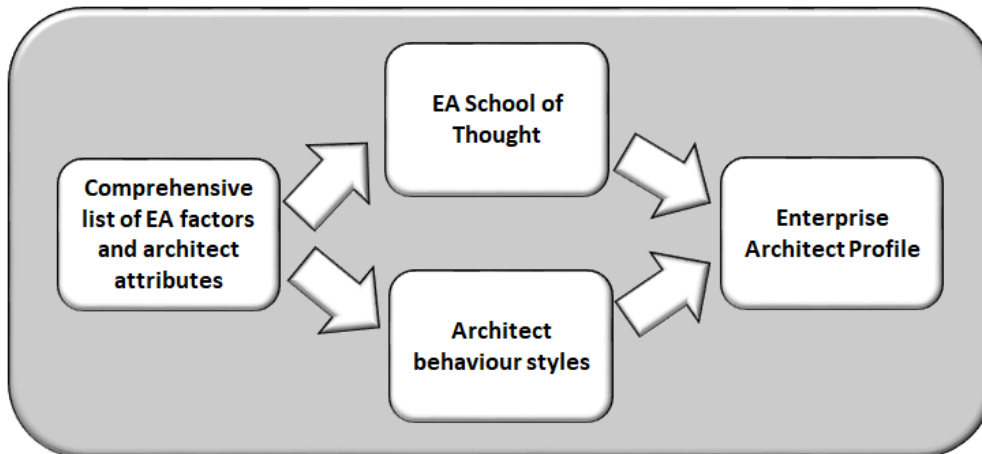 EA School of
Thought
Comprehensive
list of EA factors
and architect
attributes
Enterprise
Architect Profile
Architect
behaviour styles